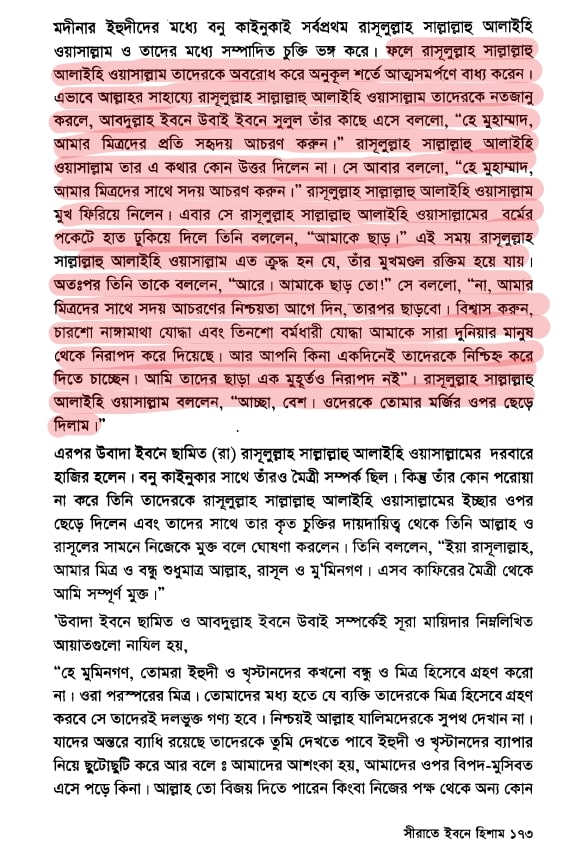 মদীনার ইহুদীদের মধ্যে বনু কাইনুকাই সর্বপ্রথম রাসূলুল্লাহ সাল্লাল্লাহু আলাইহি
ওয়াসাল্লাম ও তাদের মধ্যে সম্পাদিত চুক্তি ভঙ্গ করে। ফলে রাসূলুল্লাহ সাল্লাল্লাহু
আলাইহি ওয়াসাল্লাম তাদেরকে অবরোধ করে অনুকূল শর্তে আত্মসমর্পণে বাধ্য করেন।
এভাবে আল্লাহর সাহায্যে রাসূলুল্লাহ সাল্লাল্লাহু আলাইহি ওয়াসাল্লাম তাদেরকে নতজানু
করলে, আবদুল্লাহ ইবনে উবাই ইবনে সুলুল তাঁর কাছে এসে বললো, “হে মুহাম্মাদ,
আমার মিত্রদের প্রতি সহৃদয় আচরণ করুন।” রাসূলুল্লাহ সাল্লাল্লাহু আলাইহি
ওয়াসাল্লাম তার এ কথার কোন উত্তর দিলেন না। সে আবার বললো, “হে মুহাম্মাদ,
আমার মিত্রদের সাথে সদয় আচরণ করুন।” রাসূলুল্লাহ সাল্লাল্লাহু আলাইহি ওয়াসাল্লাম
মুখ ফিরিয়ে নিলেন। এবার সে রাসূলুল্লাহ সাল্লাল্লাহু আলাইহি ওয়াসাল্লামের বর্মের
পকেটে হাত ঢুকিয়ে দিলে তিনি বললেন, “আমাকে ছাড়।” এই সময় রাসূলুল্লাহ
সাল্লাল্লাহু আলাইহি ওয়াসাল্লাম এত ক্রুদ্ধ হন যে, তাঁর মুখমণ্ডল রক্তিম হয়ে যায়।
অতঃপর তিনি তাকে বললেন, “আরে। আমাকে ছাড় তো!” সে বললো, “না, আমার
মিত্রদের সাথে সদয় আচরণের নিশ্চয়তা আগে দিন, তারপর ছাড়বো। বিশ্বাস করুন,
চারশো নাঙ্গামাথা যোদ্ধা এবং তিনশো বর্মধারী যোদ্ধা আমাকে সারা দুনিয়ার মানুষ
থেকে নিরাপদ করে দিয়েছে। আর আপনি কিনা একদিনেই তাদেরকে নিশ্চিহ্ন করে
দিতে চাচ্ছেন। আমি তাদের ছাড়া এক মুহূর্তও নিরাপদ নই”। রাসূলুল্লাহ সাল্লাল্লাহু
আলাইহি ওয়াসাল্লাম বললেন, “আচ্ছা, বেশ। ওদেরকে তোমার মর্জির ওপর ছেড়ে
দিলাম।”
এরপর উবাদা ইবনে ছামিত (রা) রাসূলুল্লাহ সাল্লাল্লাহু আলাইহি ওয়াসাল্লামের দরবারে
হাজির হলেন। বনু কাইনুকার সাথে তাঁরও মৈত্রী সম্পর্ক ছিল। কিন্তু তাঁর কোন পরোয়া
না করে তিনি তাদেরকে রাসূলুল্লাহ সাল্লাল্লাহু আলাইহি ওয়াসাল্লামের ইচ্ছার ওপর
ছেড়ে দিলেন এবং তাদের সাথে তার কৃত চুক্তির দায়দায়িত্ব থেকে তিনি আল্লাহ ও
রাসূলের সামনে নিজেকে মুক্ত বলে ঘোষণা করলেন। তিনি বললেন, “ইয়া রাসূলাল্লাহ,
আমার মিত্র ও বন্ধু শুধুমাত্র আল্লাহ, রাসূল ও মু'মিনগণ। এসব কাফিরের মৈত্রী থেকে
আমি সম্পূর্ণ মুক্ত।”
'উবাদা ইবনে ছামিত ও আবদুল্লাহ ইবনে উবাই সম্পর্কেই সূরা মায়িদার নিম্নলিখিত
আয়াতগুলো নাযিল হয়,
“হে মুমিনগণ, তোমরা ইহুদী ও খৃস্টানদের কখনো বন্ধু ও মিত্র হিসেবে গ্রহণ করো
না। ওরা পরস্পরের মিত্র। তোমাদের মধ্য হতে যে ব্যক্তি তাদেরকে মিত্র হিসেবে গ্রহণ
করবে সে তাদেরই দলভুক্ত গণ্য হবে। নিশ্চয়ই আল্লাহ যালিমদেরকে সুপথ দেখান না।
যাদের অন্তরে ব্যাধি রয়েছে তাদেরকে তুমি দেখতে পাবে ইহুদী ও খৃস্টানদের ব্যাপার
নিয়ে ছুটোছুটি করে আর বলে ঃ আমাদের আশংকা হয়, আমাদের ওপর বিপদ-মুসিবত
এসে পড়ে কিনা। আল্লাহ তো বিজয় দিতে পারেন কিংবা নিজের পক্ষ থেকে অন্য কোন
সীরাতে ইবনে হিশাম ১৭৩